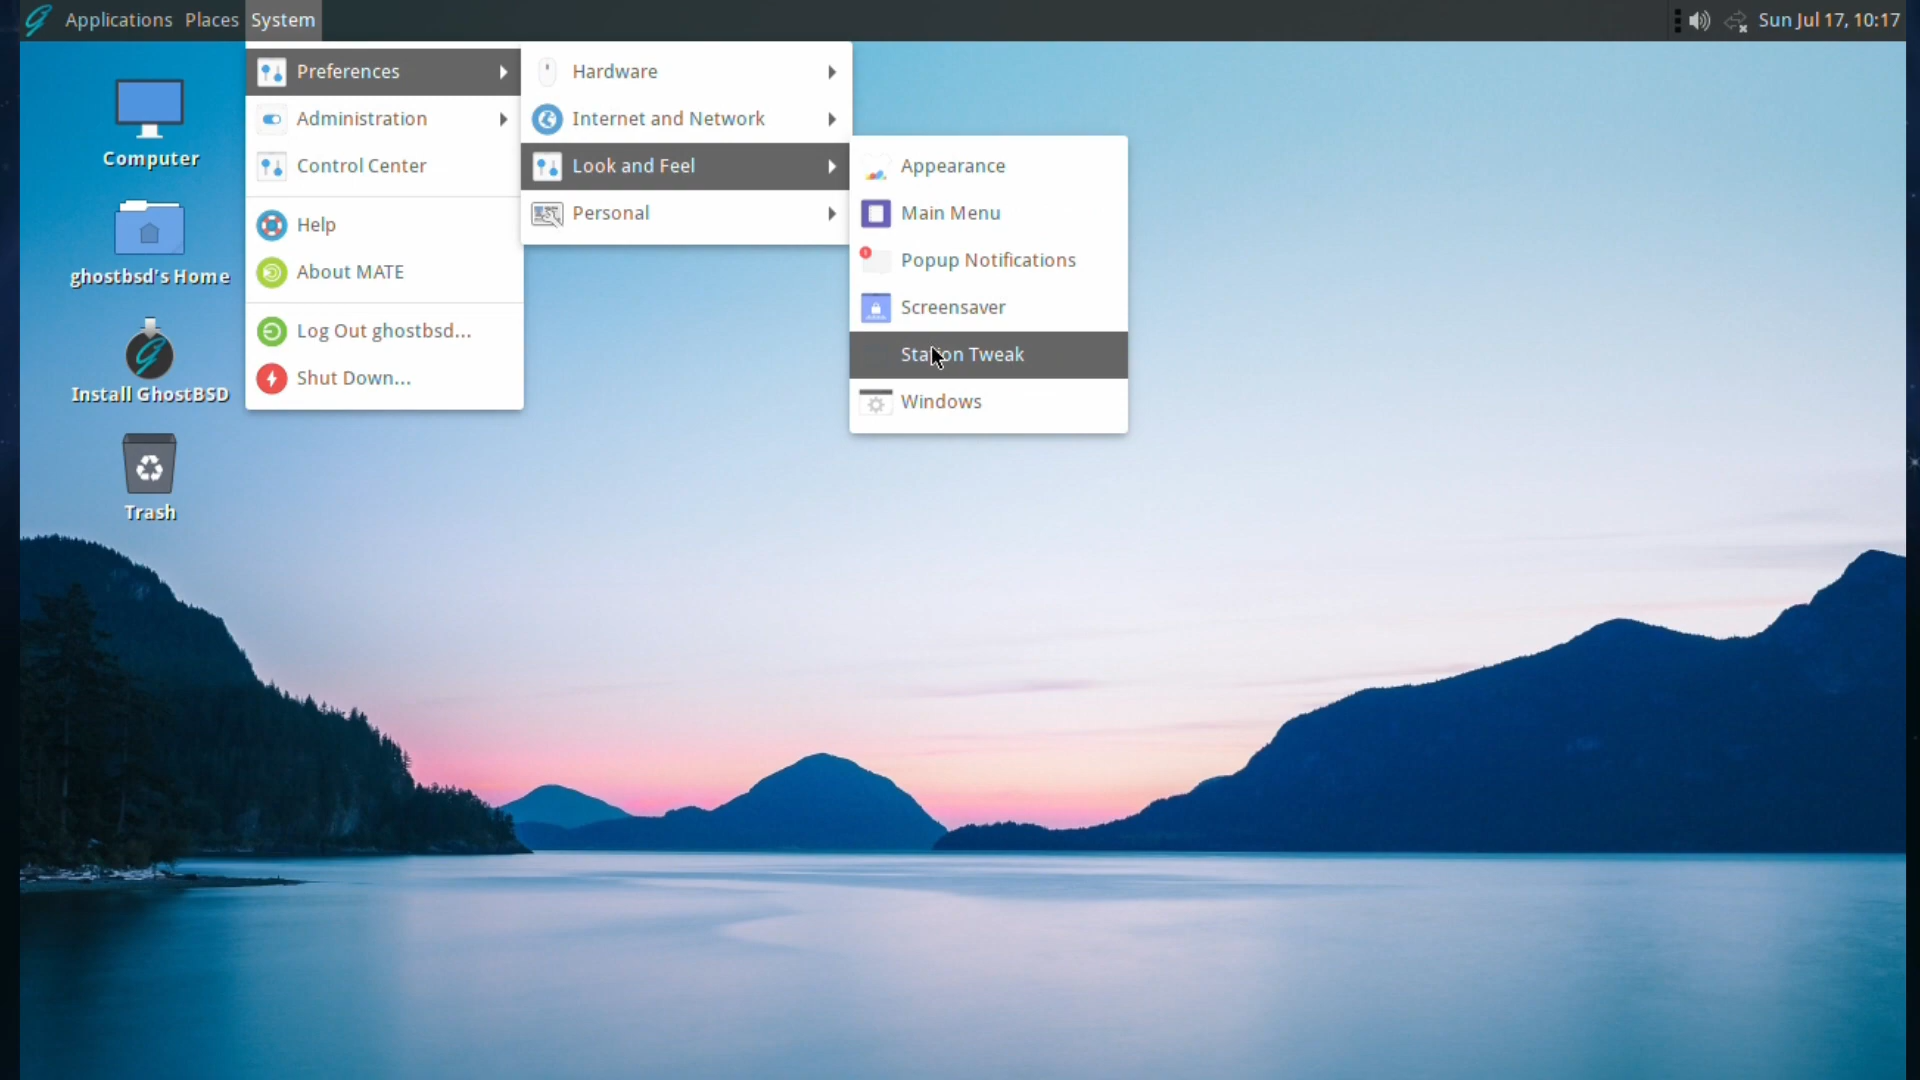 Applications Places System
Sun Jul 17, 10:17
Computer
ghostbsd's Home
Install GhostBSD
Trash
Preferences
Administration
Control Center
Help
About MATE
Log Out ghostbsd...
Shut Down...
Hardware
Internet and Network
Look and Feel
Personal
Appearance
Main Menu
Popup Notifications
Screensaver
Station Tweak
Windows